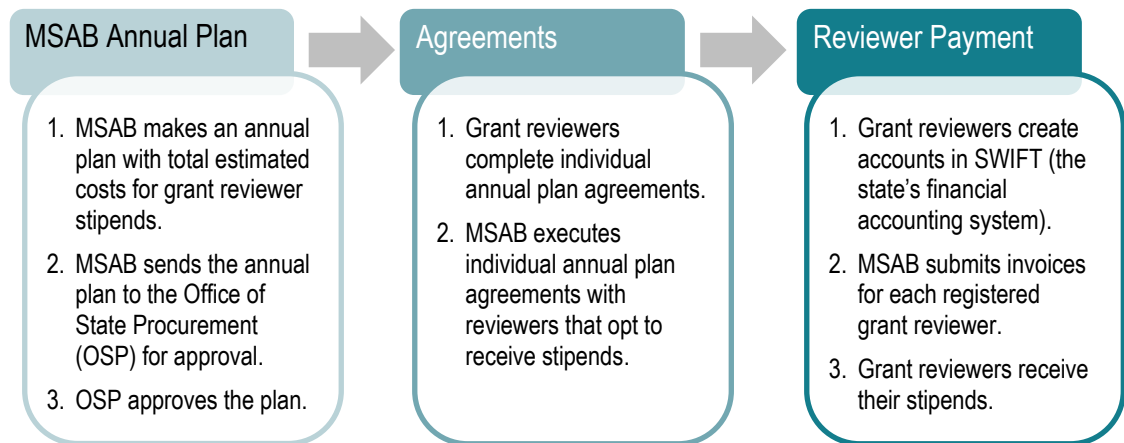 MSAB Annual Plan
1. MSAB makes an annual
plan with total estimated
costs for grant reviewer
stipends.
2. MSAB sends the annual
plan to the Office of
State Procurement
(OSP) for approval.
3. OSP approves the plan.
Agreements
1. Grant reviewers
complete individual
annual plan agreements.
2. MSAB executes
individual annual plan
agreements with
reviewers that opt to
receive stipends.
Reviewer Payment
1. Grant reviewers create
accounts in SWIFT (the
state’s financial
accounting system).
2. MSAB submits invoices
for each registered
grant reviewer.
3. Grant reviewers receive
their stipends.